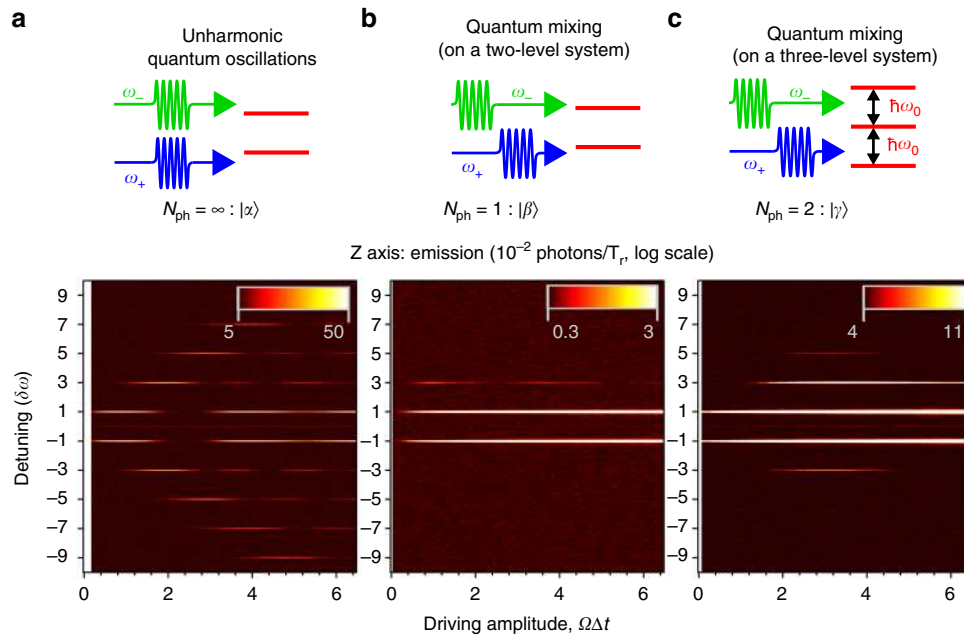 a
Unharmonic
quantum oscillations
ω−
ω+
Nph = ∞ : |α⟩
b
Quantum mixing
(on a two-level system)
ω−
ω+
Nph = 1 : |β⟩
c
Quantum mixing
(on a three-level system)
ω−
ω+
ħω0
ħω0
Nph = 2 : |γ⟩
Z axis: emission (10−2 photons/Tr, log scale)
Detuning (δω)
9
7
5
3
1
−1
−3
−5
−7
−9
5 50
0 2 4 6
9
7
5
3
1
−1
−3
−5
−7
−9
0.3 3
0 2 4 6
9
7
5
3
1
−1
−3
−5
−7
−9
4 11
0 2 4 6
Driving amplitude, ΩΔt